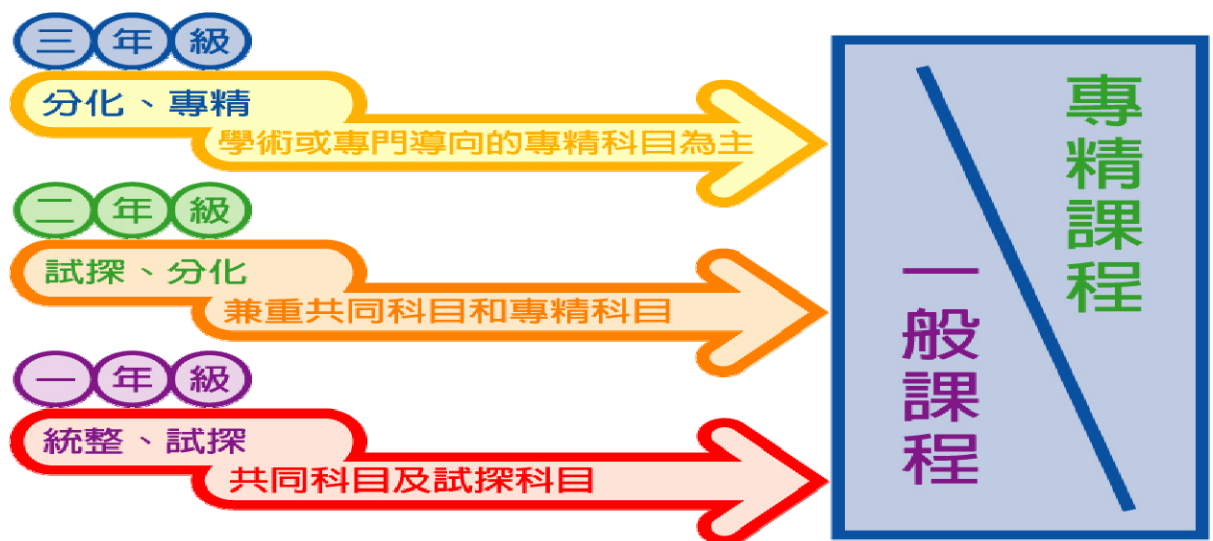 三年級
分化、專精
學術或專門導向的專精科目為主
二年級
試探、分化
兼重共同科目和專精科目
一年級
統整、試探
共同科目及試探科目
專精課程
一般課程